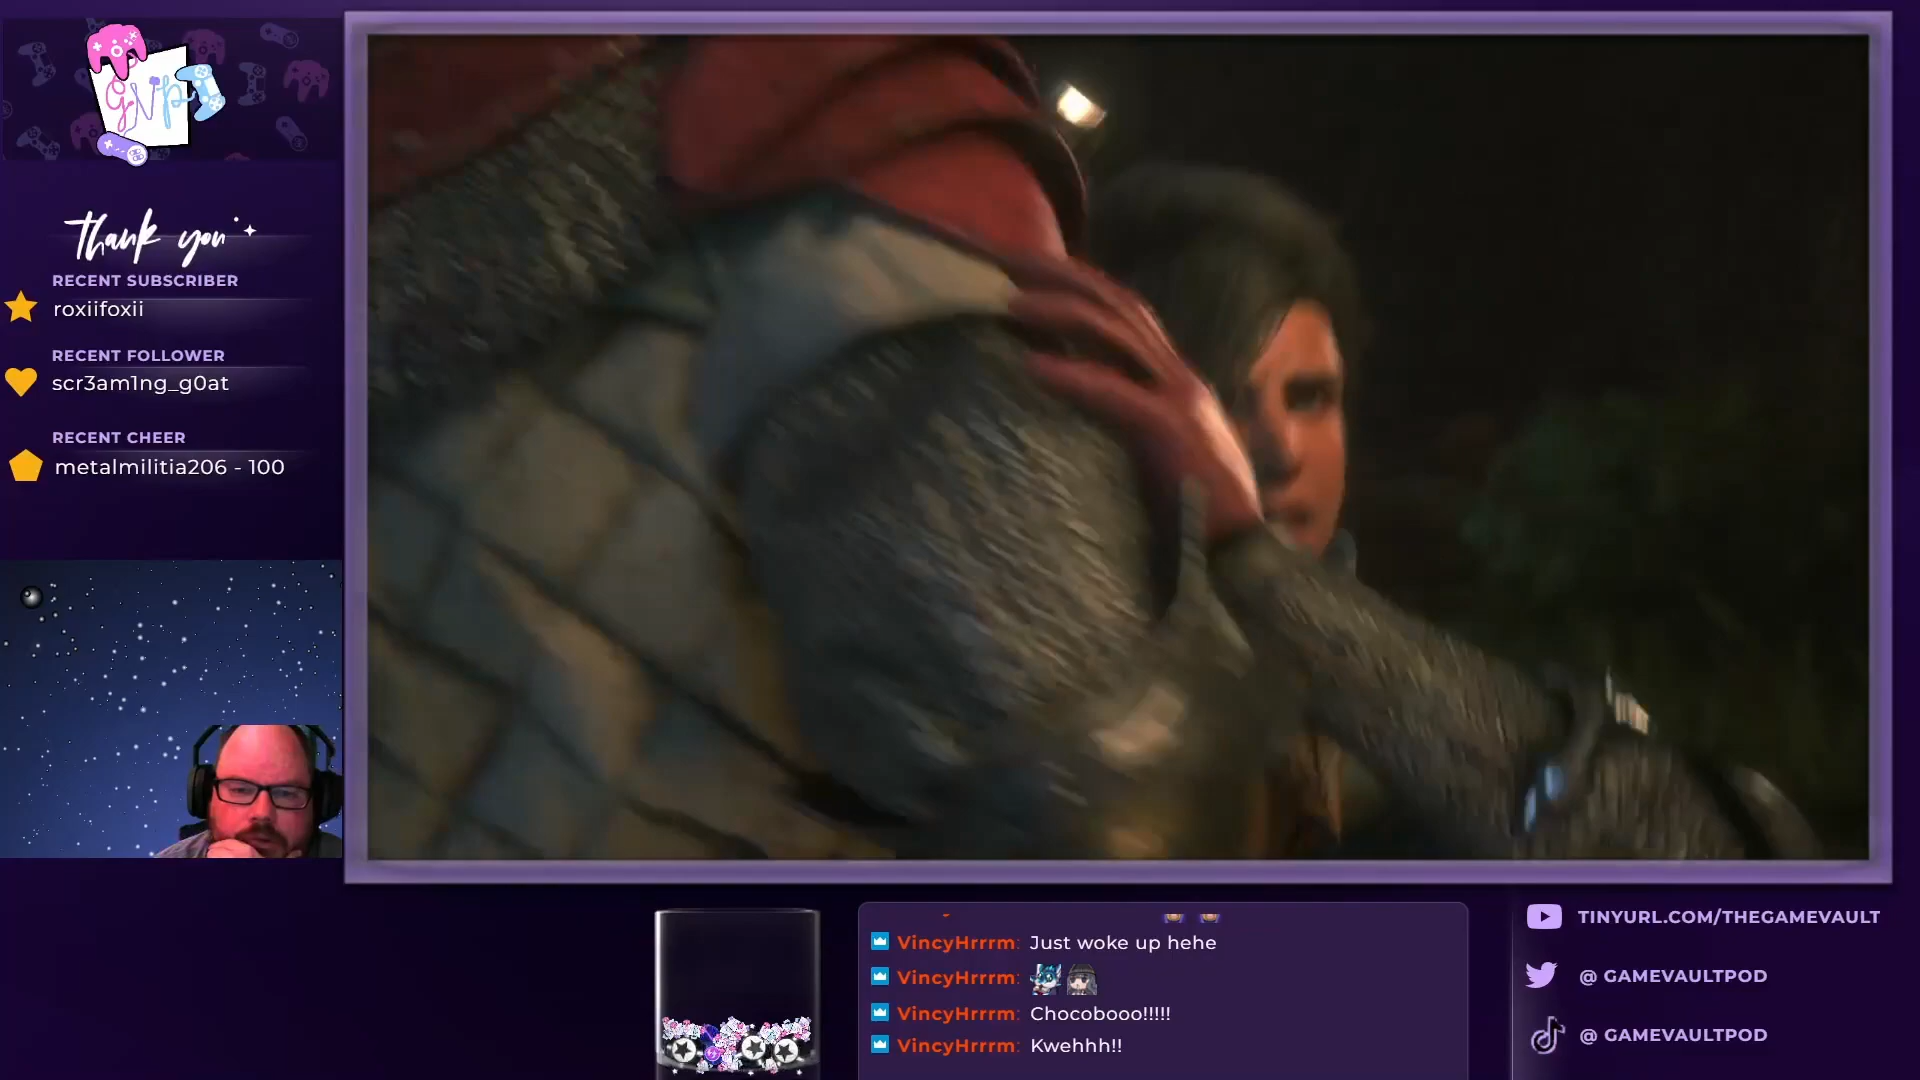 GVP
Thank you
RECENT SUBSCRIBER
roxiifoxii
RECENT FOLLOWER
scr3am1ng_g0at
RECENT CHEER
metalmilitia206 - 100
VincyHrrrm: Just woke up hehe
VincyHrrrm:
VincyHrrrm: Chocobooo!!!!!
VincyHrrrm: Kwehhh!!
TINYURL.COM/THEGAMEVAULT
@ GAMEVAULTPOD
@ GAMEVAULTPOD